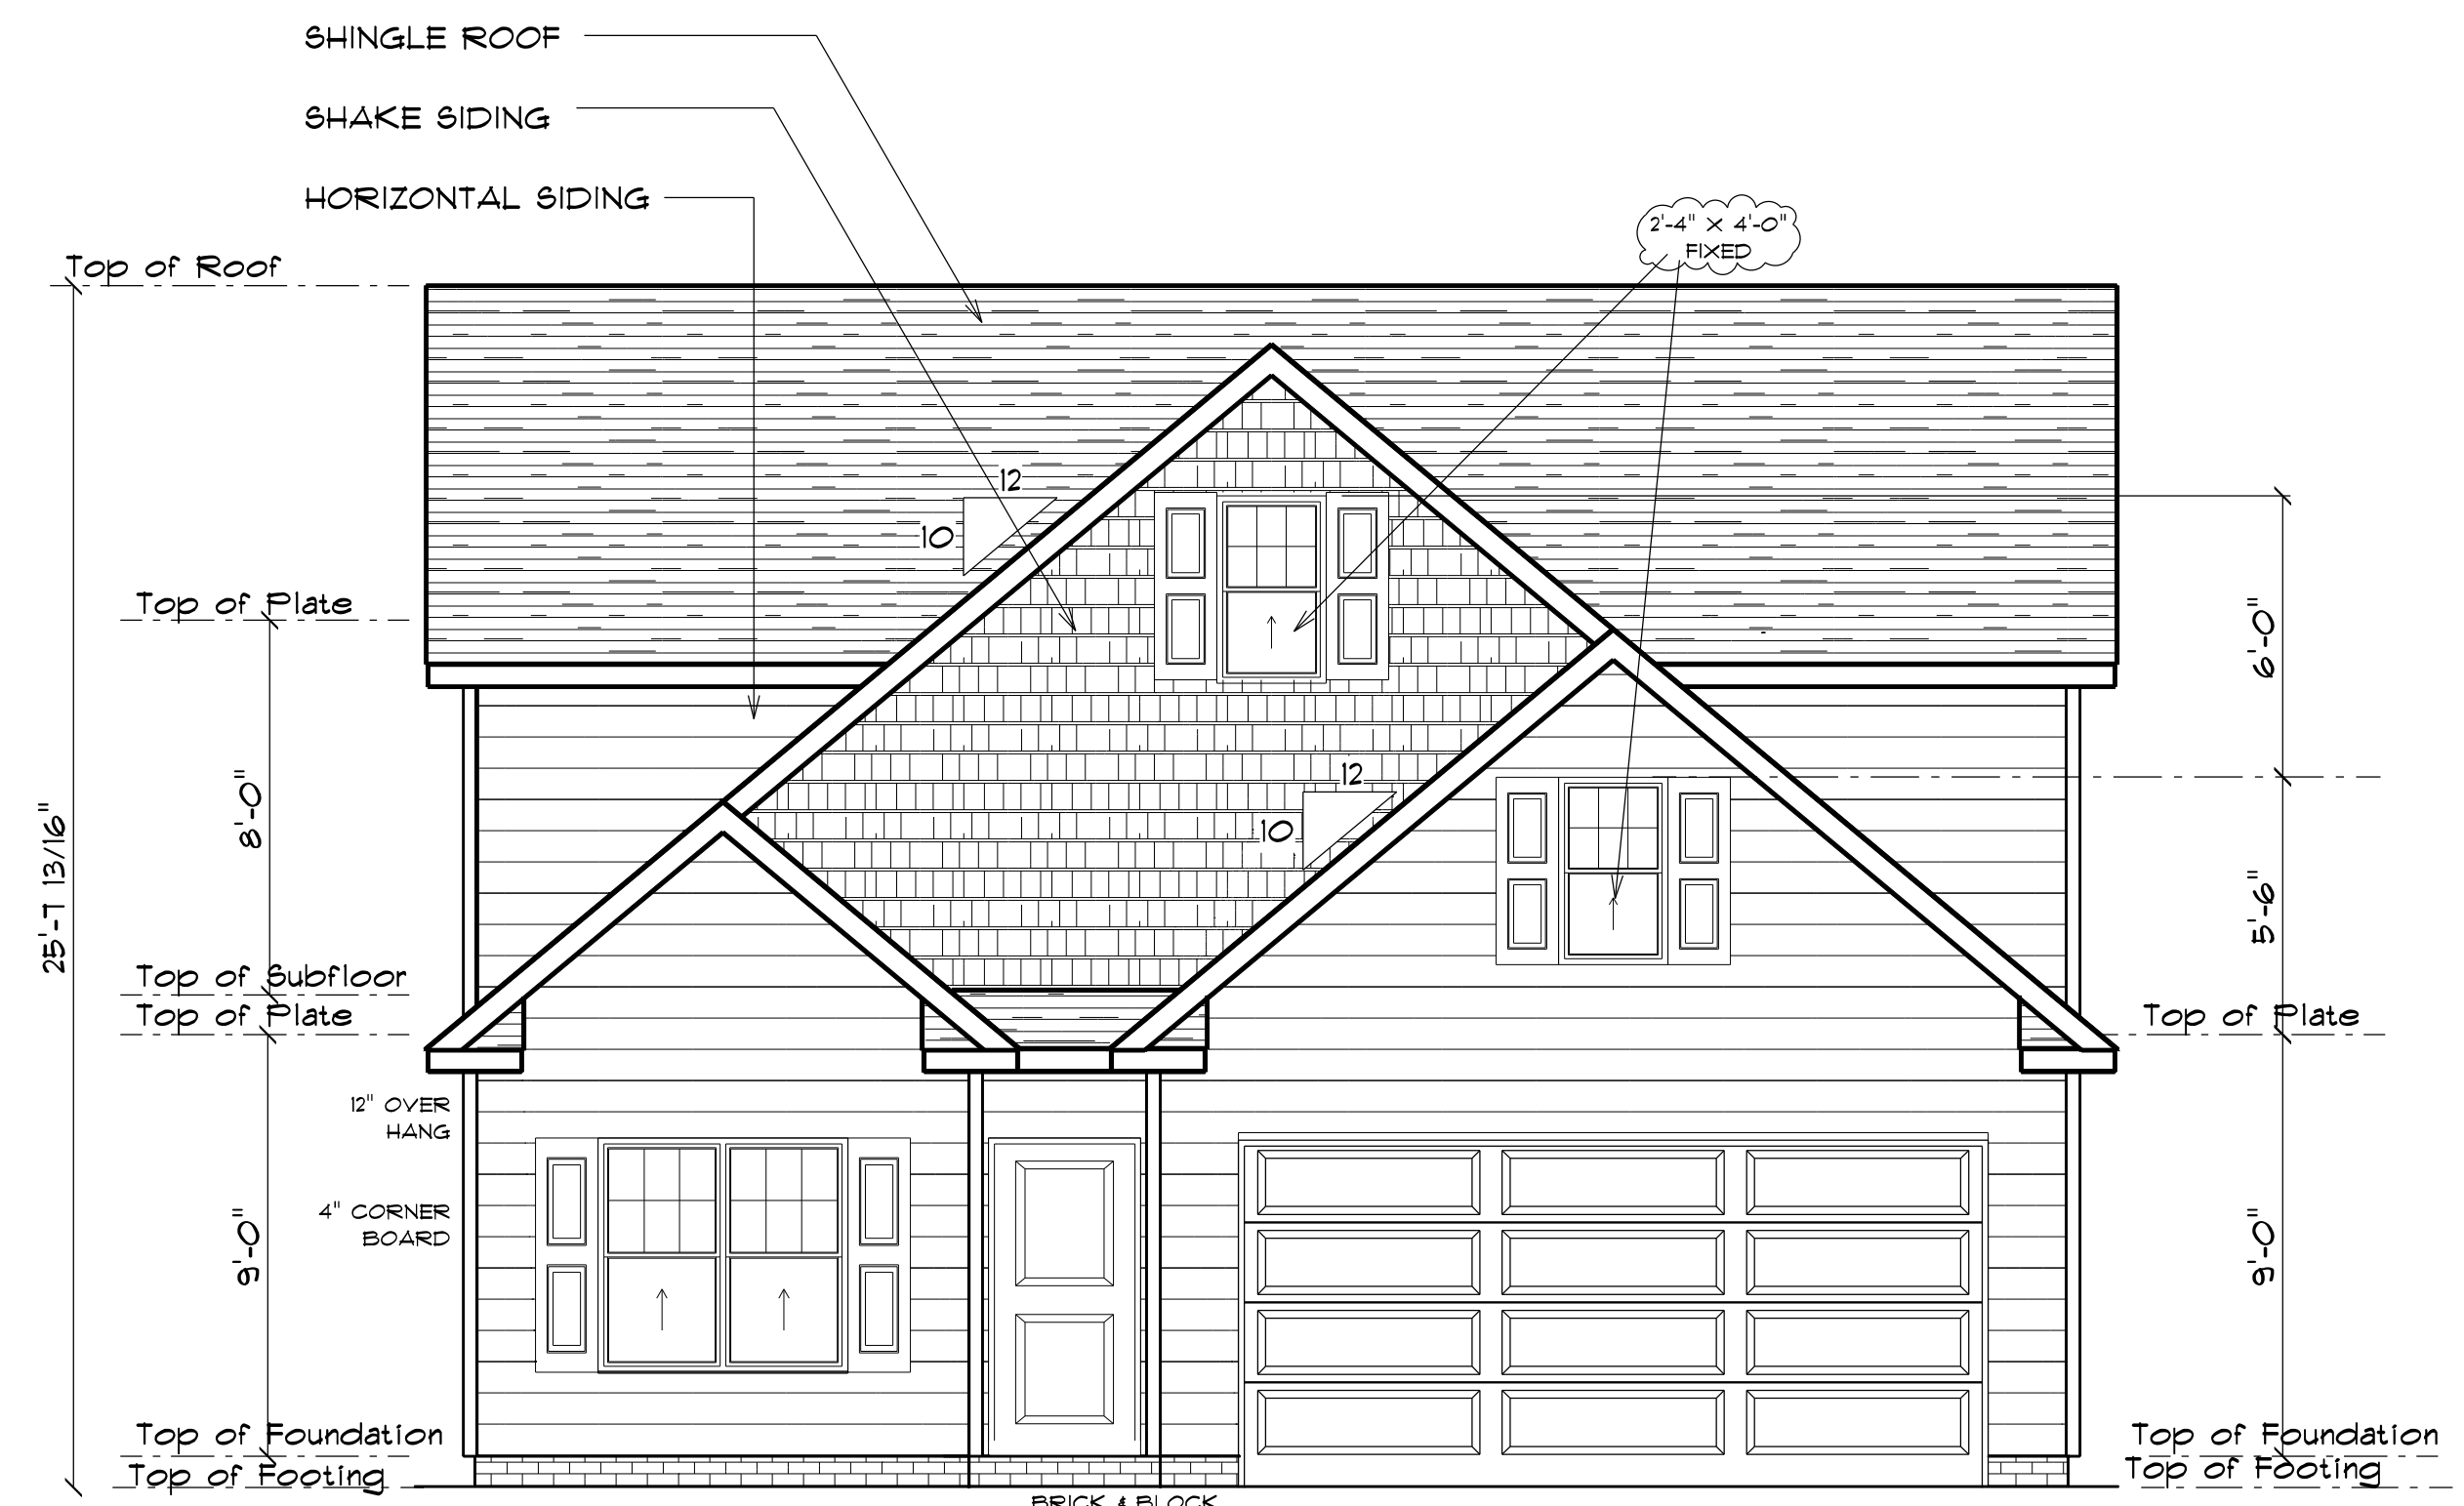 SHINGLE ROOF
SHAKE SIDING
HORIZONTAL SIDING
2'-4" X 4'-0"
FIXED
Top of Roof
12
10
Top of Plate
6'-0"
12
10
8'-0"
25'-7 13/16"
5'-6"
Top of Subfloor
Top of Plate
Top of Plate
12" OVER
HANG
4" CORNER
BOARD
9'-0"
9'-0"
Top of Foundation
Top of Foundation
Top of Footing
Top of Footing
BRICK & BLOCK